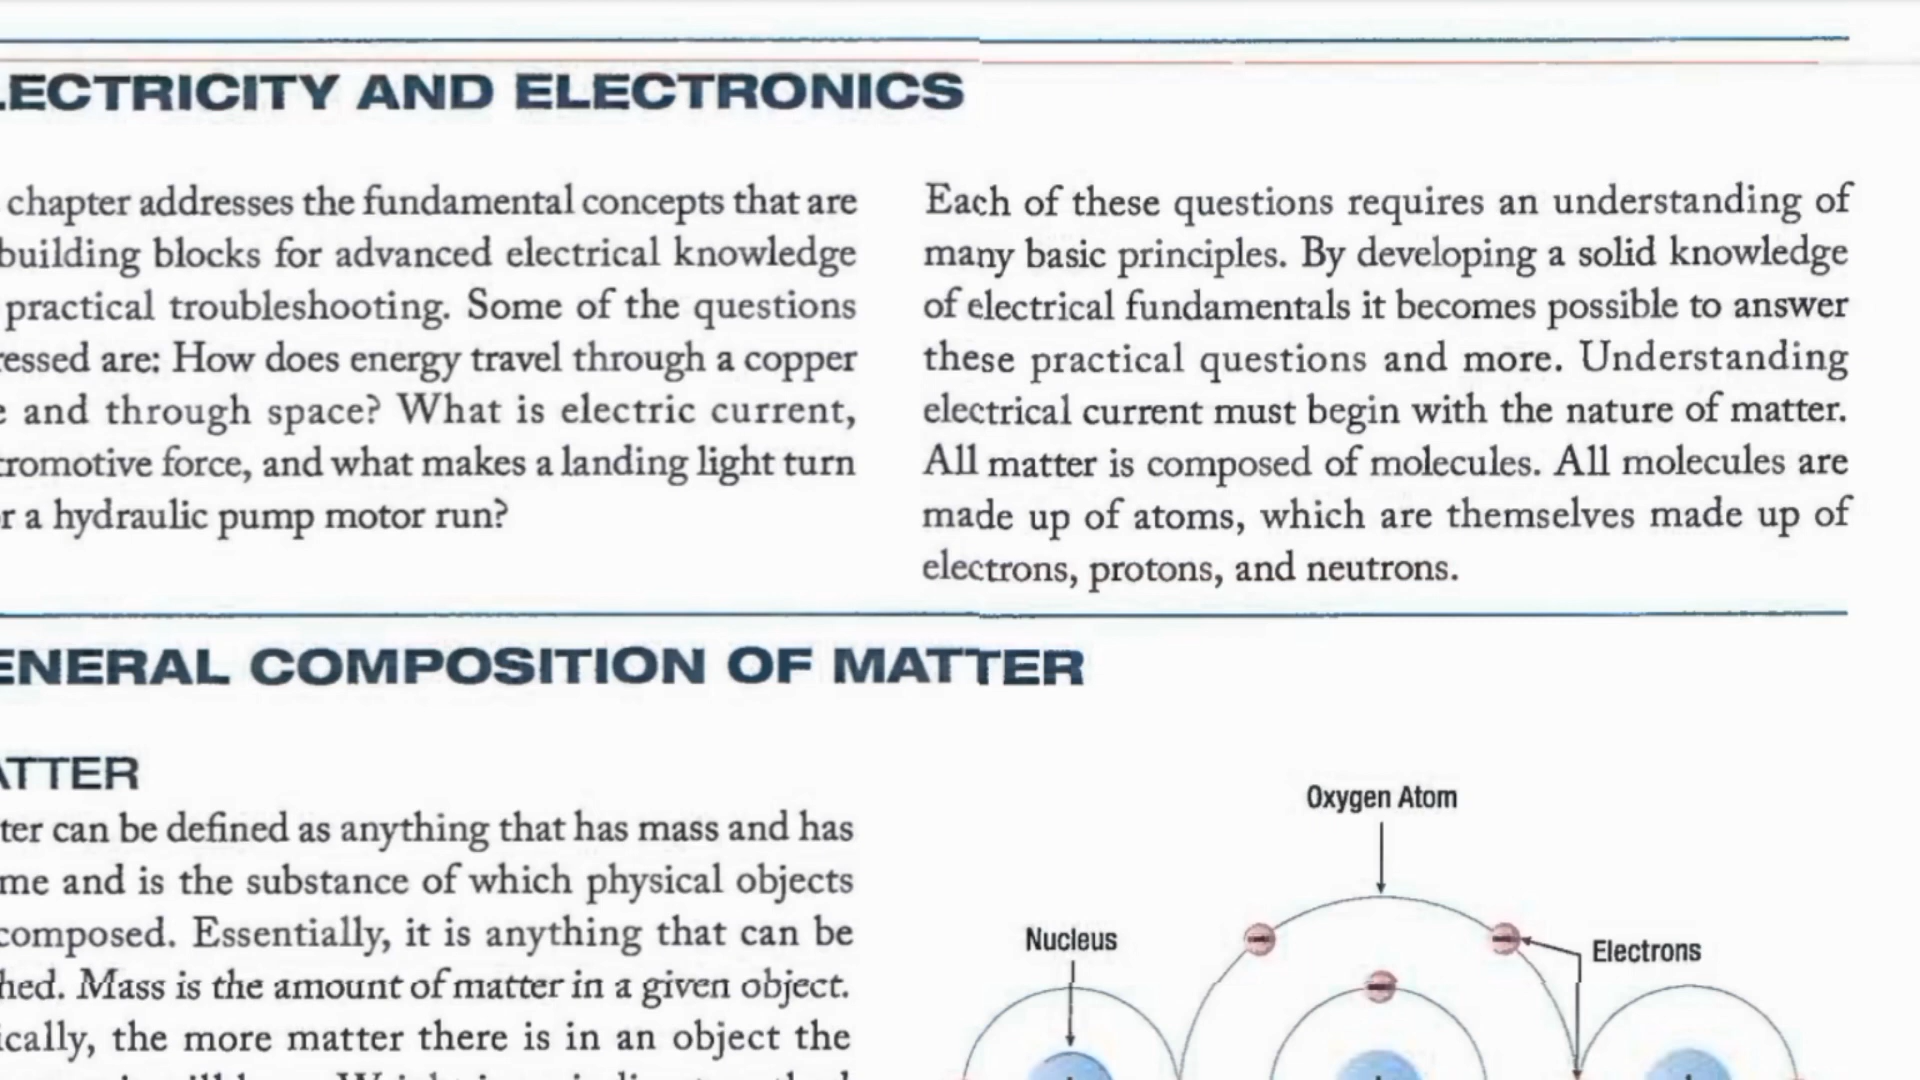 LECTRICITY AND ELECTRONICS
chapter addresses the fundamental concepts that are
building blocks for advanced electrical knowledge
practical troubleshooting. Some of the questions
ressed are: How does energy travel through a copper
e and through space? What is electric current,
tromotive force, and what makes a landing light turn
r a hydraulic pump motor run?
Each of these questions requires an understanding of
many basic principles. By developing a solid knowledge
of electrical fundamentals it becomes possible to answer
these practical questions and more. Understanding
electrical current must begin with the nature of matter.
All matter is composed of molecules. All molecules are
made up of atoms, which are themselves made up of
electrons, protons, and neutrons.
ENERAL COMPOSITION OF MATTER
ATTER
ter can be defined as anything that has mass and has
me and is the substance of which physical objects
composed. Essentially, it is anything that can be
hed. Mass is the amount of matter in a given object.
ically, the more matter there is in an object the
Oxygen Atom
Nucleus
Electrons